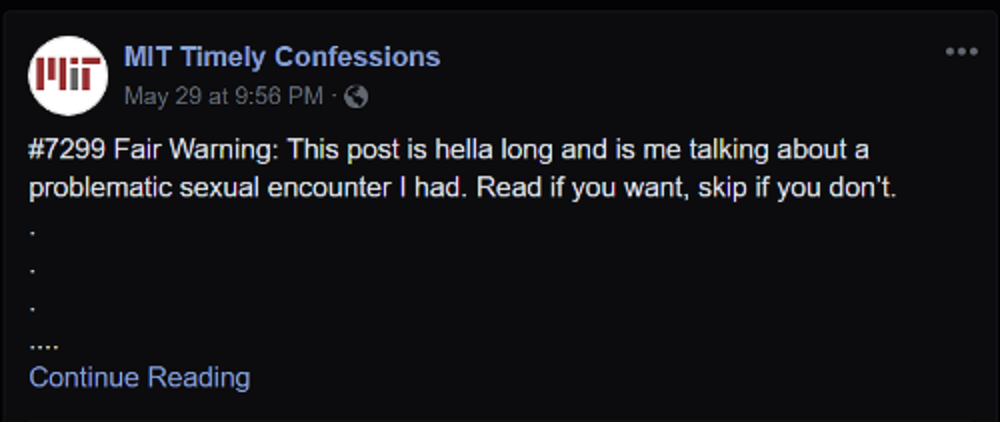 MIT
MIT Timely Confessions
May 29 at 9:56 PM ·
#7299 Fair Warning: This post is hella long and is me talking about a
problematic sexual encounter I had. Read if you want, skip if you don’t.
.
.
.
....
Continue Reading